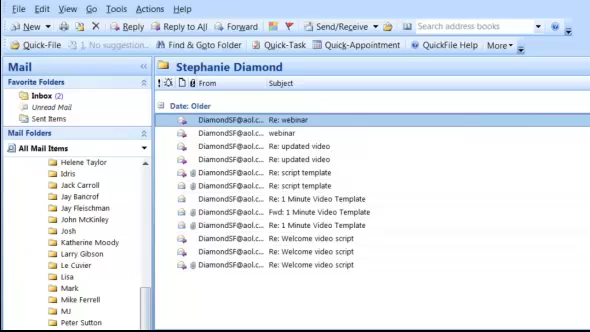 File Edit View Go Tools Actions Help
New Reply Reply to All Forward Send/Receive Search address books
Quick-File 1. No suggestion.. Find & Goto Folder Quick-Task Quick-Appointment QuickFile Help More
Mail
Favorite Folders
Inbox (2)
Unread Mail
Sent Items
Mail Folders
All Mail Items
Helene Taylor
Idris
Jack Carroll
Jay Bancrof
Jay Fleischman
John McKinley
Josh
Katherine Moody
Larry Gibson
Le Cuvier
Lisa
Mark
Mike Ferrell
MJ
Peter Sutton
Stephanie Diamond
From Subject
Date: Older
DiamondSF@aol.c... Re: webinar
DiamondSF@aol.c... webinar
DiamondSF@aol.c... Re: updated video
DiamondSF@aol.c... Re: updated video
DiamondSF@aol.c... Re: script template
DiamondSF@aol.c... Re: script template
DiamondSF@aol.c... Re: 1 Minute Video Template
DiamondSF@aol.c... Fwd: 1 Minute Video Template
DiamondSF@aol.c... Re: 1 Minute Video Template
DiamondSF@aol.c... Re: Welcome video script
DiamondSF@aol.c... Re: Welcome video script
DiamondSF@aol.c... Re: Welcome video script